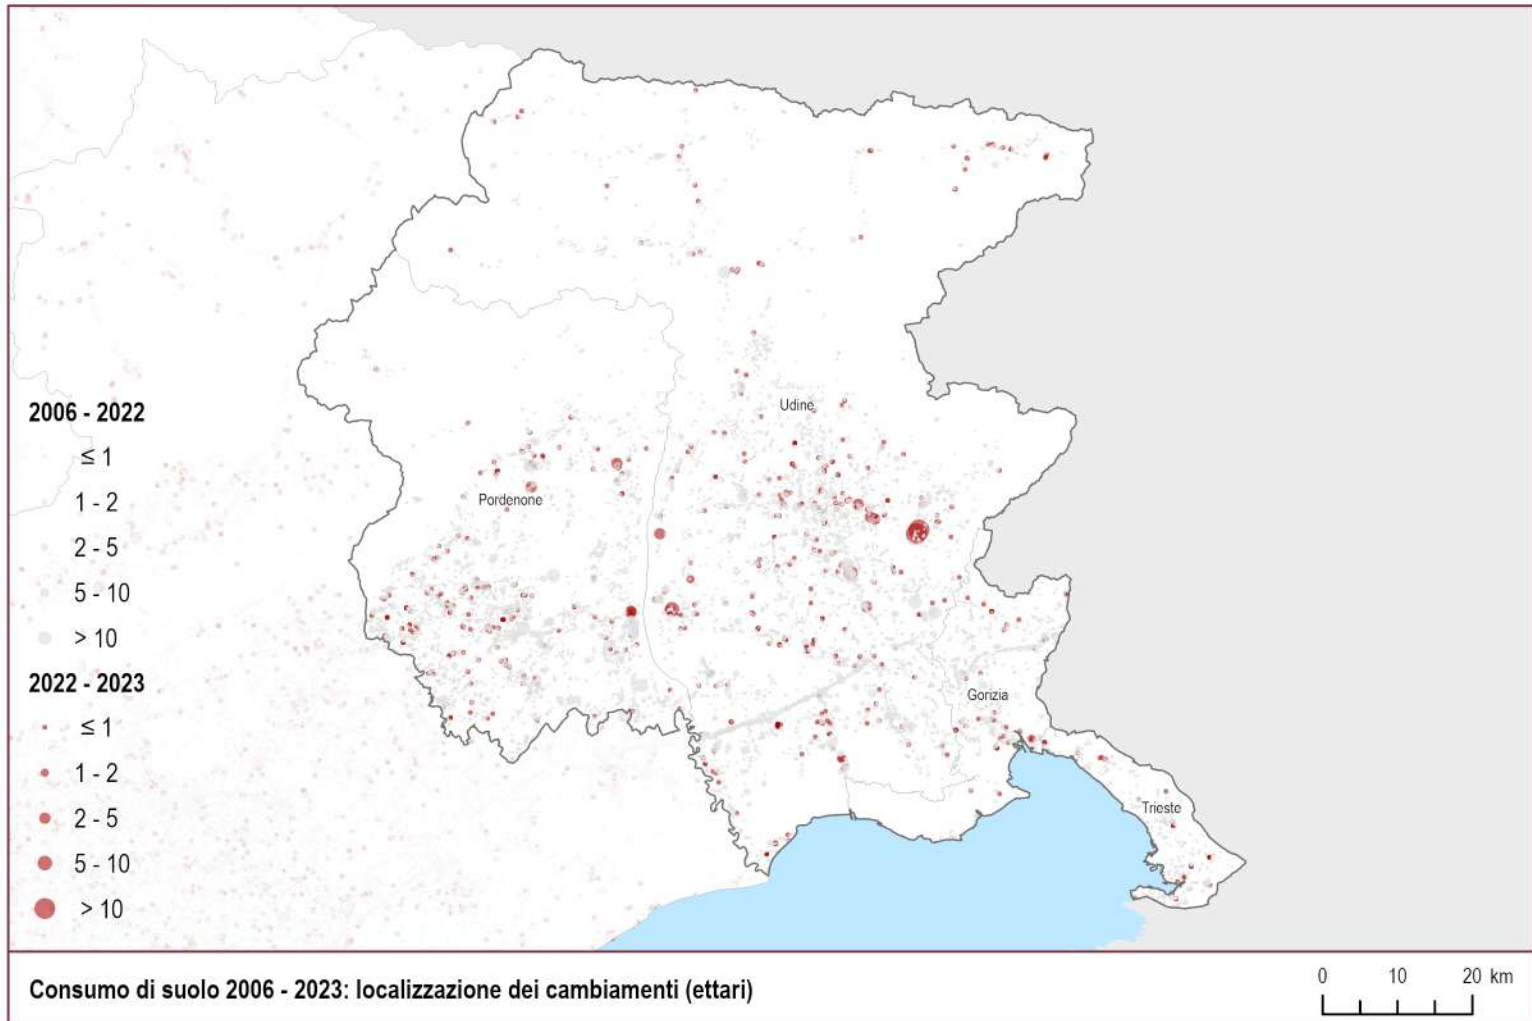 Udine
Pordenone
Gorizia
Trieste
2006 - 2022
≤ 1
1 - 2
2 - 5
5 - 10
> 10
2022 - 2023
≤ 1
1 - 2
2 - 5
5 - 10
> 10
Consumo di suolo 2006 - 2023: localizzazione dei cambiamenti (ettari)
0 10 20 km